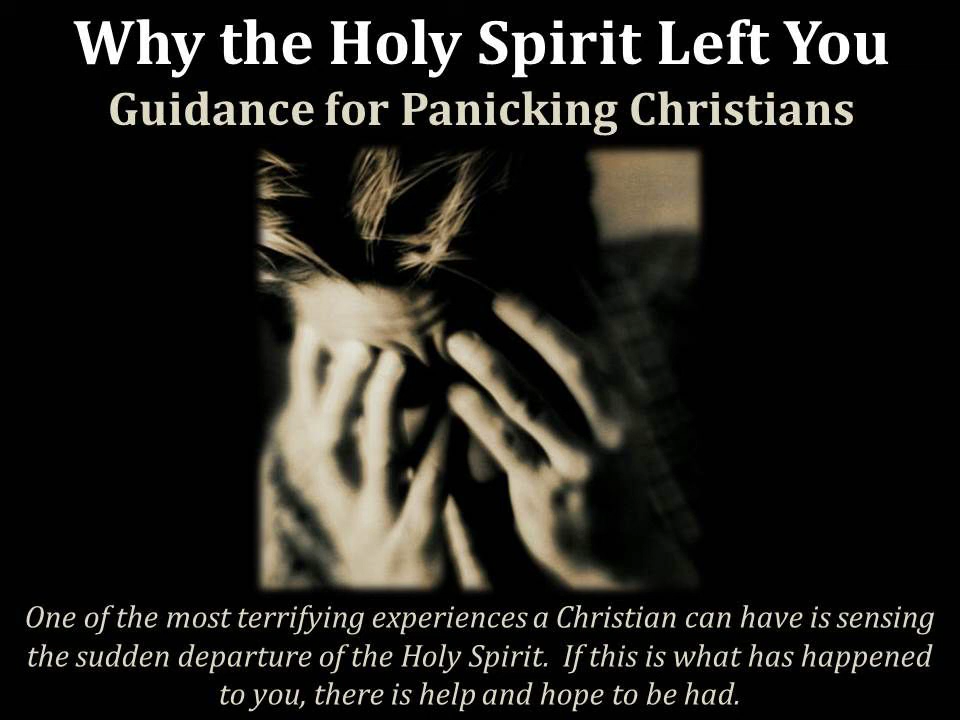 Why the Holy Spirit Left You
Guidance for Panicking Christians
One of the most terrifying experiences a Christian can have is sensing
the sudden departure of the Holy Spirit.  If this is what has happened
to you, there is help and hope to be had.